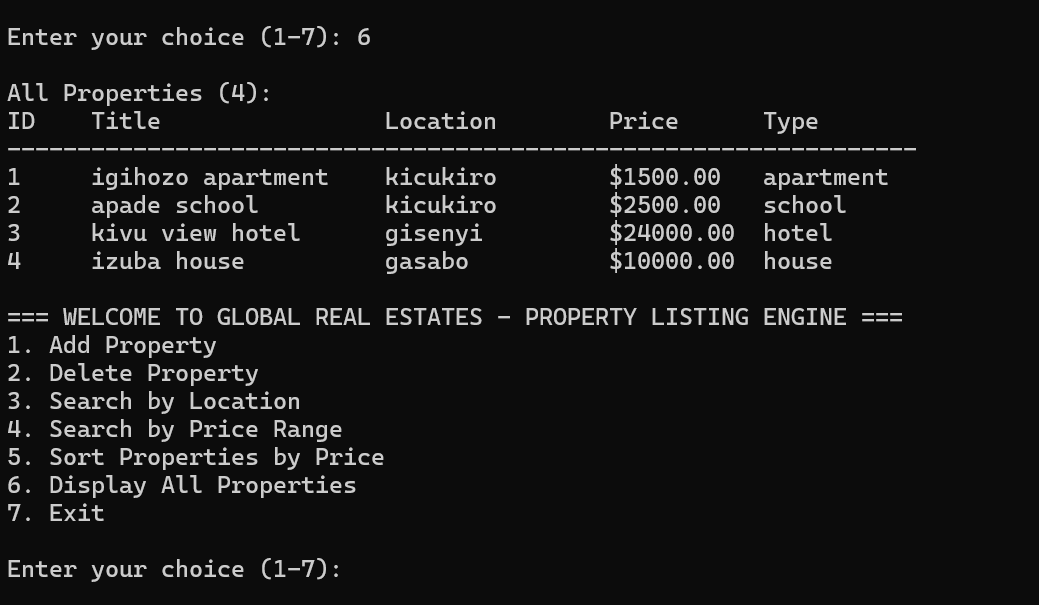 Enter your choice (1-7): 6
All Properties (4):
ID    Title                Location        Price      Type
-----------------------------------------------------------------
1     igihozo apartment    kicukiro        $1500.00   apartment
2     apade school         kicukiro        $2500.00   school
3     kivu view hotel      gisenyi         $24000.00  hotel
4     izuba house          gasabo          $10000.00  house
=== WELCOME TO GLOBAL REAL ESTATES - PROPERTY LISTING ENGINE ===
1. Add Property
2. Delete Property
3. Search by Location
4. Search by Price Range
5. Sort Properties by Price
6. Display All Properties
7. Exit
Enter your choice (1-7):